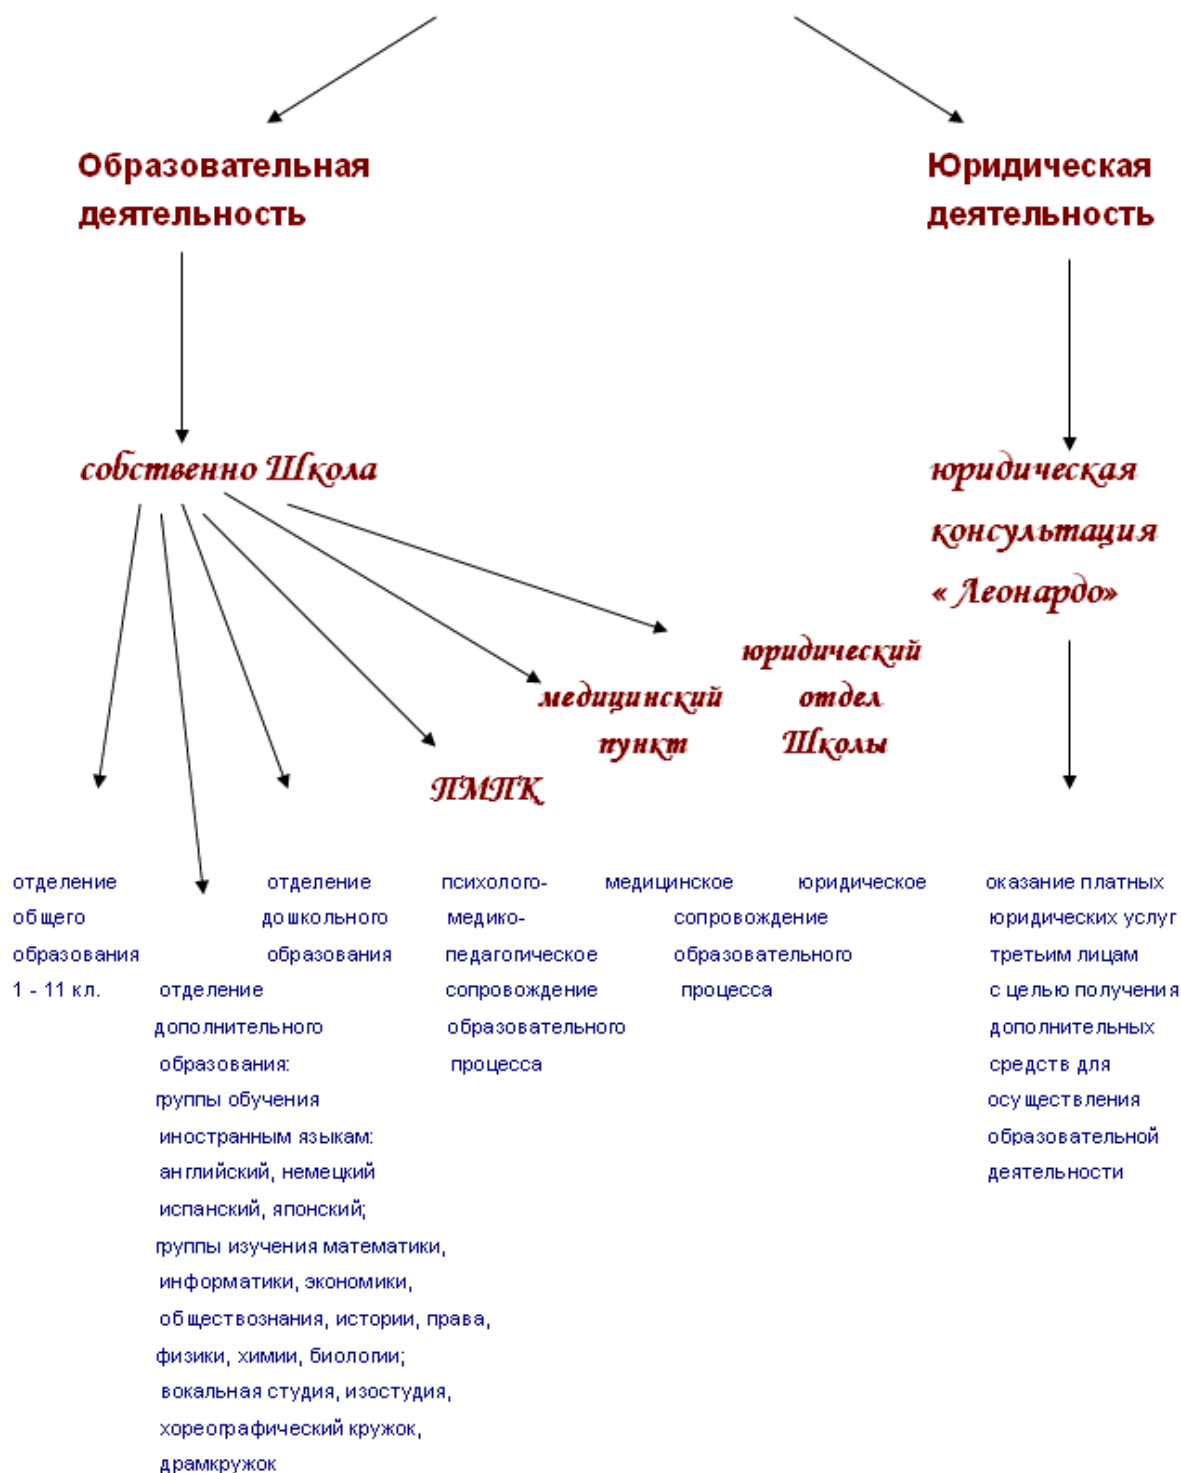 Образовательная
деятельность
Юридическая
деятельность
собственно Школа
юридическая
консультация
« Леонардо»
юридический
отдел
Школы
медицинский
пункт
ПМПК
отделение
общего
образования
1 - 11 кл.
отделение
дополнительного
образования:
группы обучения
иностранным языкам:
английский, немецкий
испанский, японский;
группы изучения математики,
информатики, экономики,
обществознания, истории, права,
физики, химии, биологии;
вокальная студия, изостудия,
хореографический кружок,
драмкружок
отделение
дошкольного
образования
психолого-
медико-
педагогическое
сопровождение
образовательного
процесса
медицинское юридическое
сопровождение
образовательного
процесса
оказание платных
юридических услуг
третьим лицам
с целью получения
дополнительных
средств для
осуществления
образовательной
деятельности